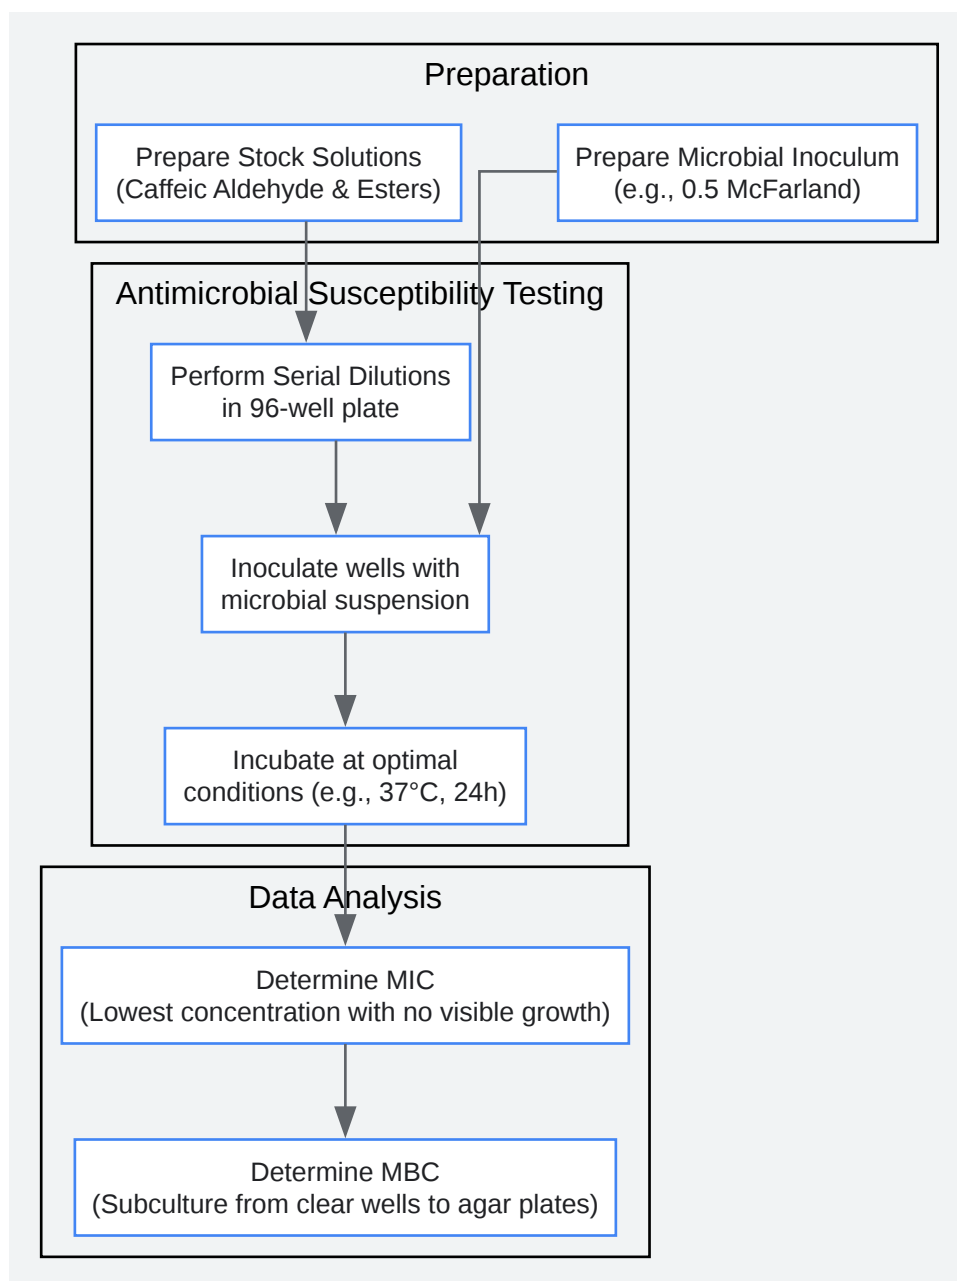 Preparation
Prepare Stock Solutions
(Caffeic Aldehyde & Esters)
Prepare Microbial Inoculum
(e.g., 0.5 McFarland)
Antimicrobial Susceptibility Testing
Perform Serial Dilutions
in 96-well plate
Inoculate wells with
microbial suspension
Incubate at optimal
conditions (e.g., 37°C, 24h)
Data Analysis
Determine MIC
(Lowest concentration with no visible growth)
Determine MBC
(Subculture from clear wells to agar plates)